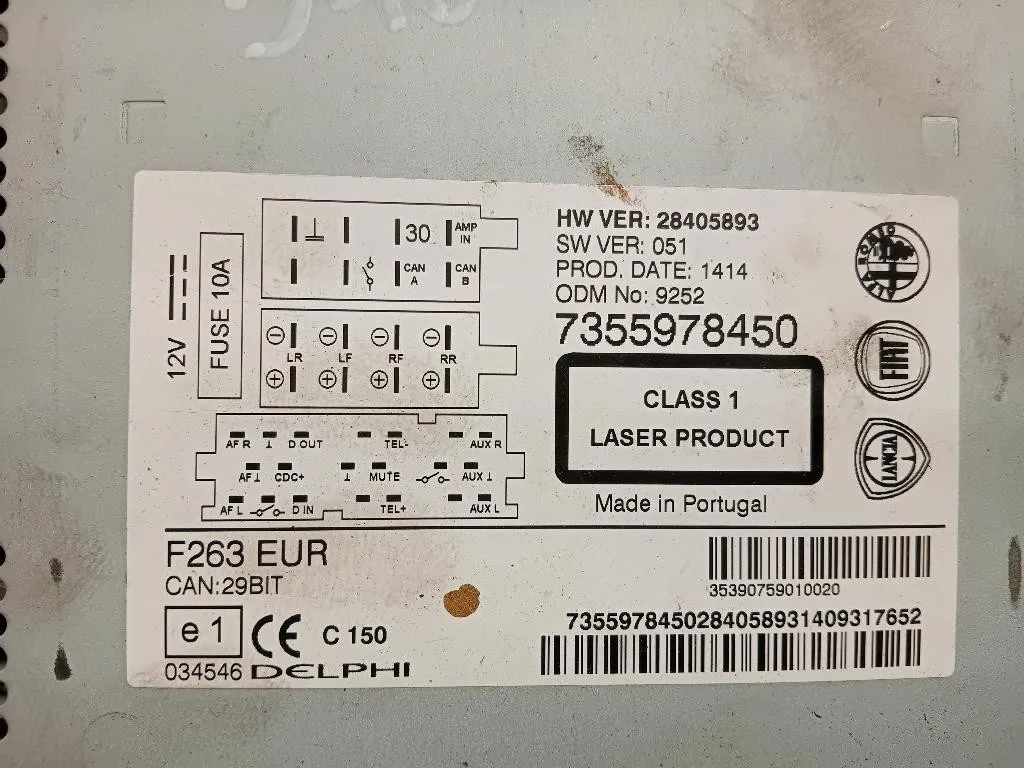 12V
FUSE 10A
30 AMP IN
CAN A CAN B
LR LF RF RR
AF R D OUT TEL- AUX R
AF CDC+ MUTE AUX
AF L D IN TEL+ AUX L
HW VER: 28405893
SW VER: 051
PROD. DATE: 1414
ODM No: 9252
7355978450
CLASS 1
LASER PRODUCT
Made in Portugal
ALFA ROMEO
FIAT
LANCIA
F263 EUR
CAN:29BIT
e 1 CE C 150
034546 DELPHI
35390759010020
7355978450284058931409317652